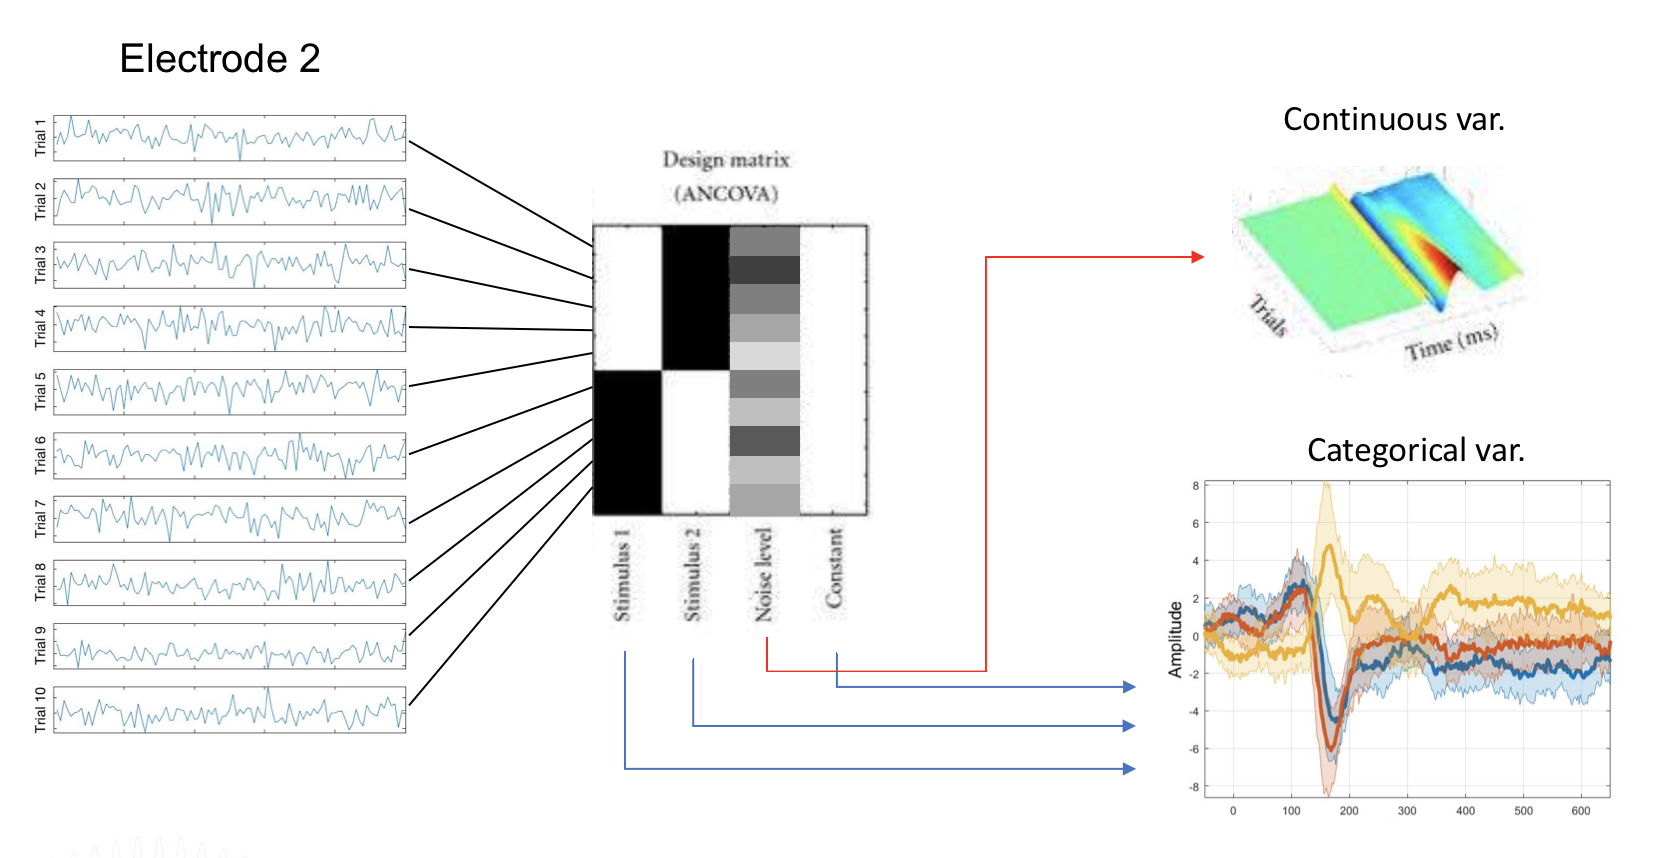 Electrode 2
Trial 1
Trial 2
Trial 3
Trial 4
Trial 5
Trial 6
Trial 7
Trial 8
Trial 9
Trial 10
Design matrix
(ANCOVA)
Stimulus 1
Stimulus 2
Noise level
Constant
Continuous var.
Trials
Time (ms)
Categorical var.
Amplitude
8
6
4
2
0
-2
-4
-6
-8
0 100 200 300 400 500 600